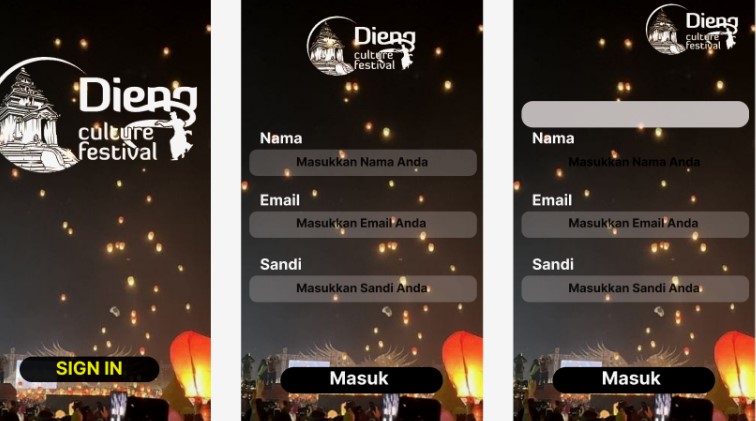 Dieng
culture
festival
SIGN IN
Dieng
culture
festival
Nama
Masukkan Nama Anda
Email
Masukkan Email Anda
Sandi
Masukkan Sandi Anda
Masuk
Dieng
culture
festival
Nama
Masukkan Nama Anda
Email
Masukkan Email Anda
Sandi
Masukkan Sandi Anda
Masuk